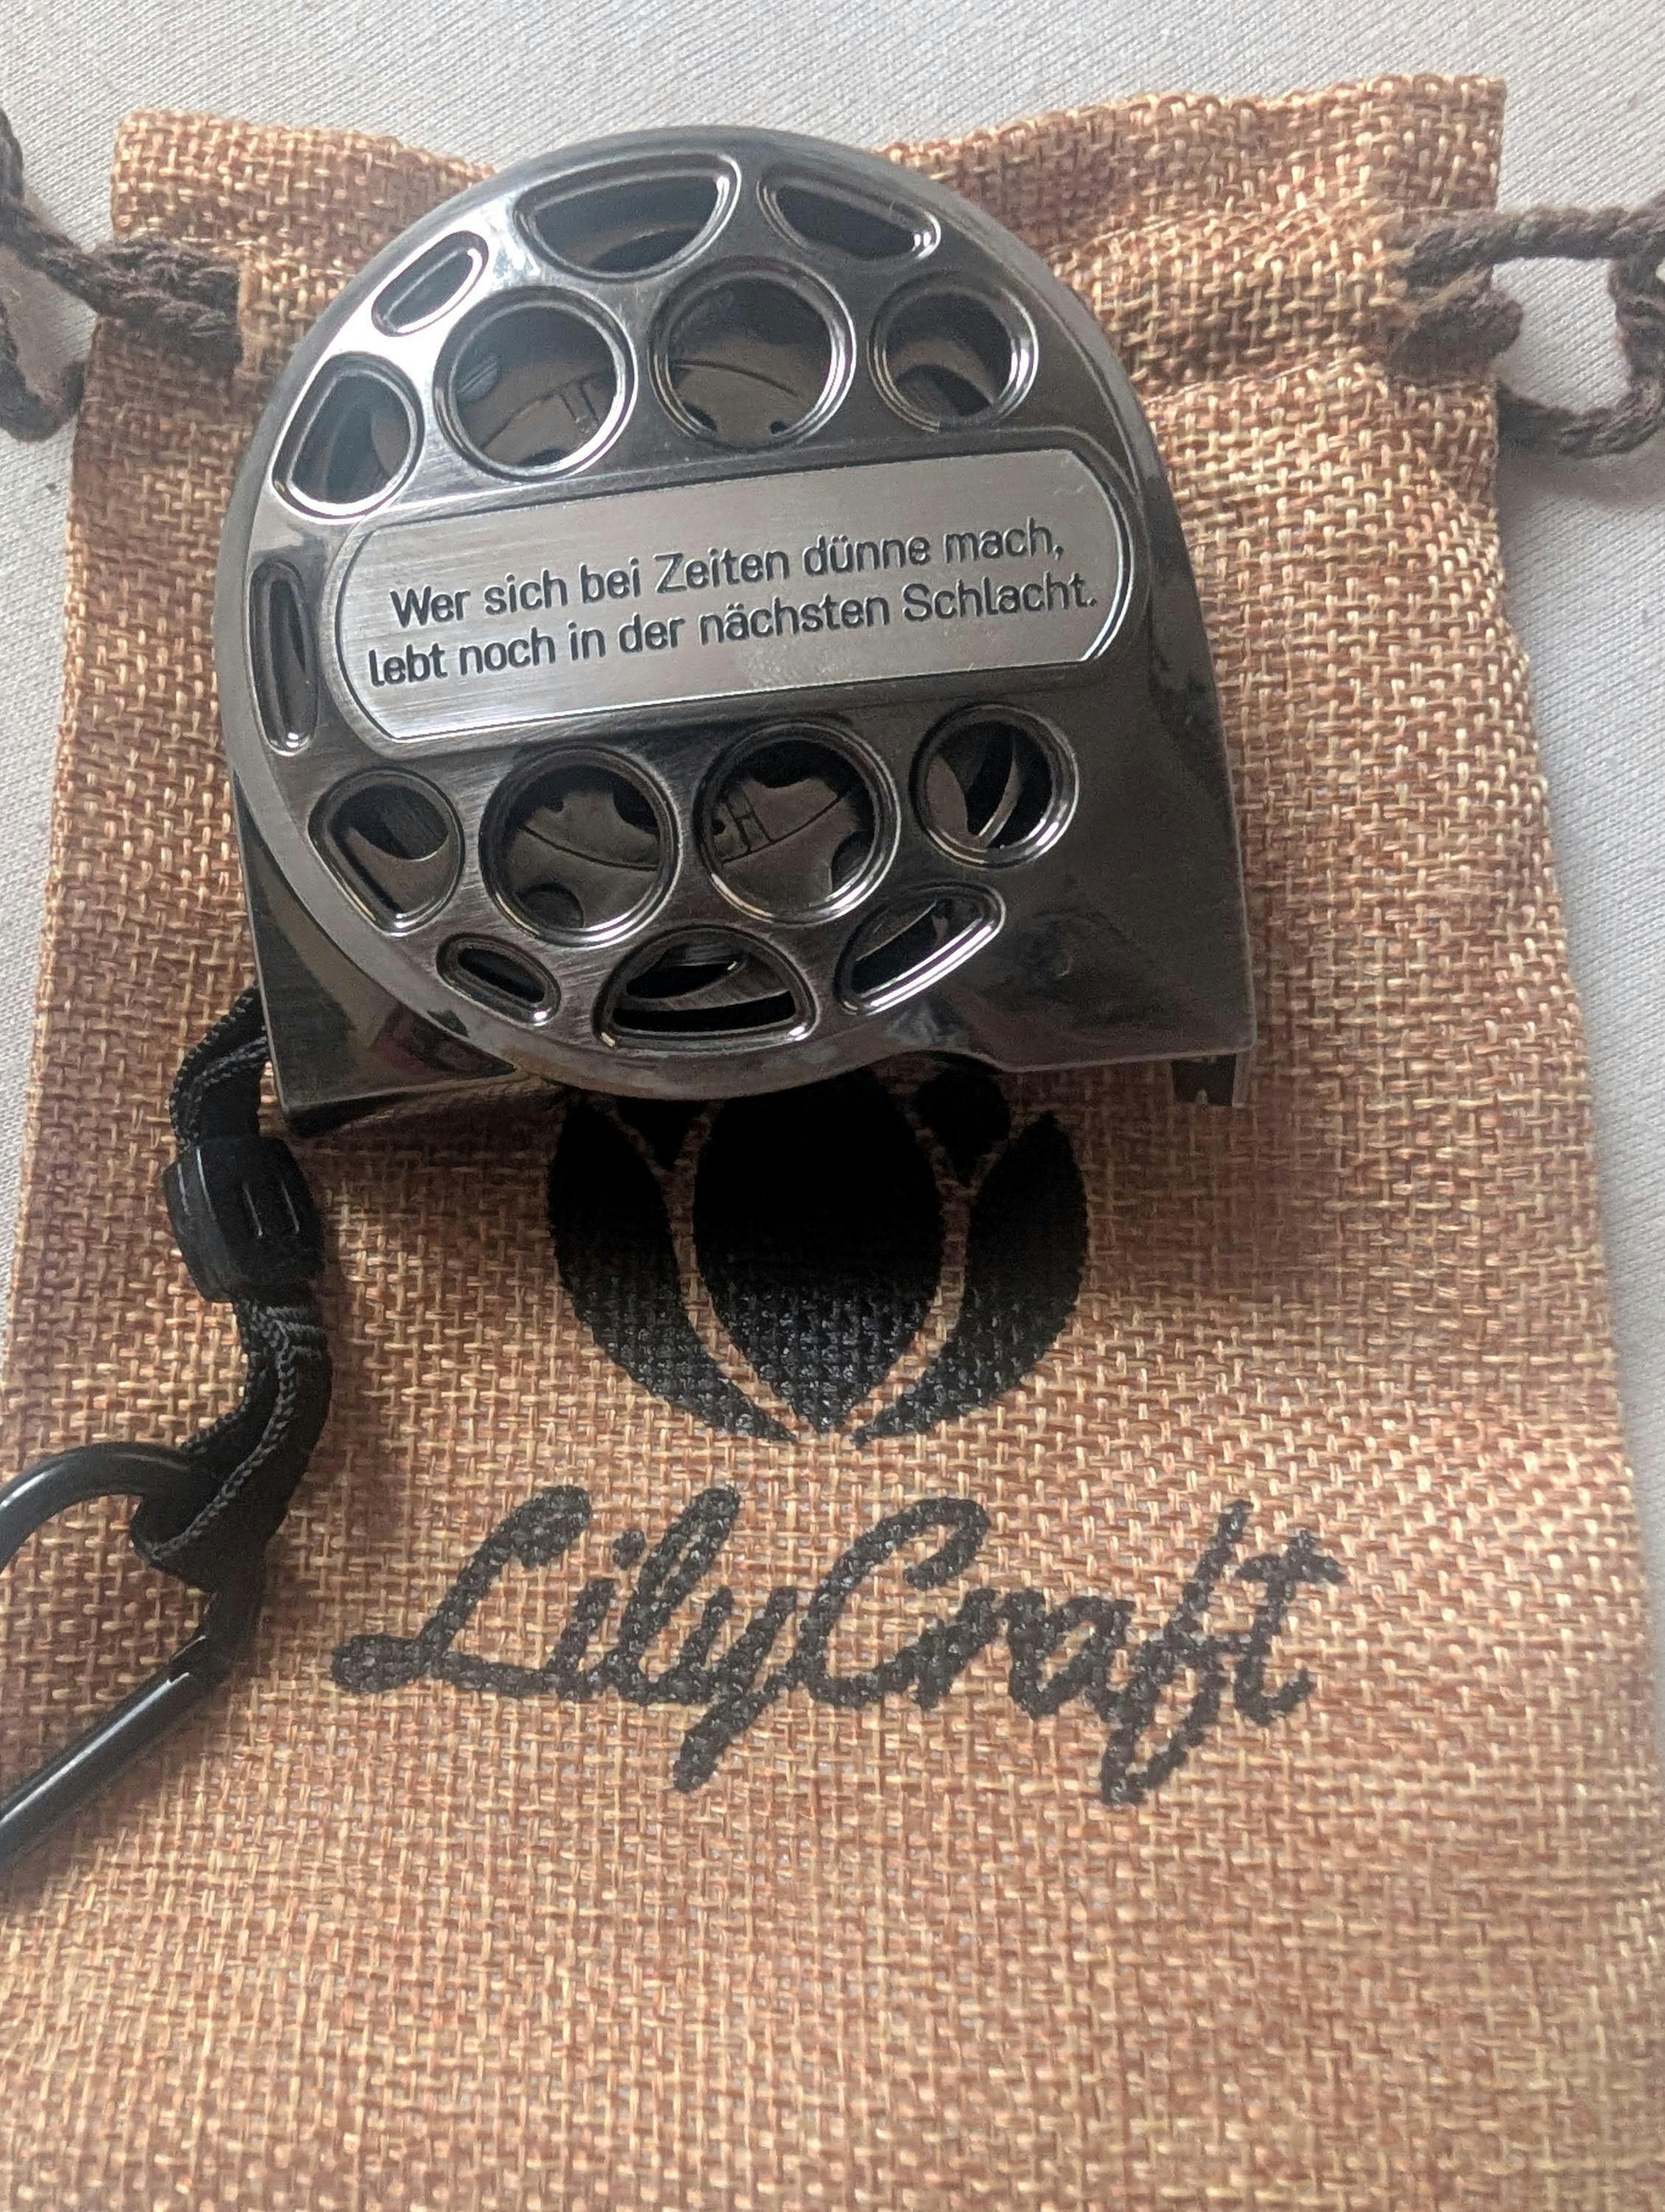 Wer sich bei Zeiten dünne mach,
lebt noch in der nächsten Schlacht.
LilyCraft